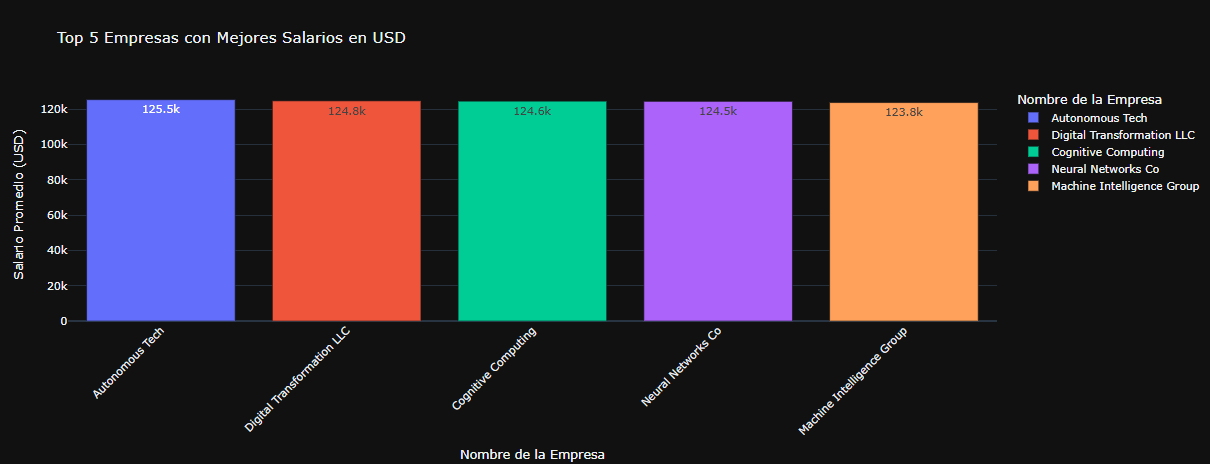 Top 5 Empresas con Mejores Salarios en USD
Salario Promedio (USD)
120k
100k
80k
60k
40k
20k
0
125.5k
124.8k
124.6k
124.5k
123.8k
Autonomous Tech
Digital Transformation LLC
Cognitive Computing
Neural Networks Co
Machine Intelligence Group
Nombre de la Empresa
Nombre de la Empresa
Autonomous Tech
Digital Transformation LLC
Cognitive Computing
Neural Networks Co
Machine Intelligence Group